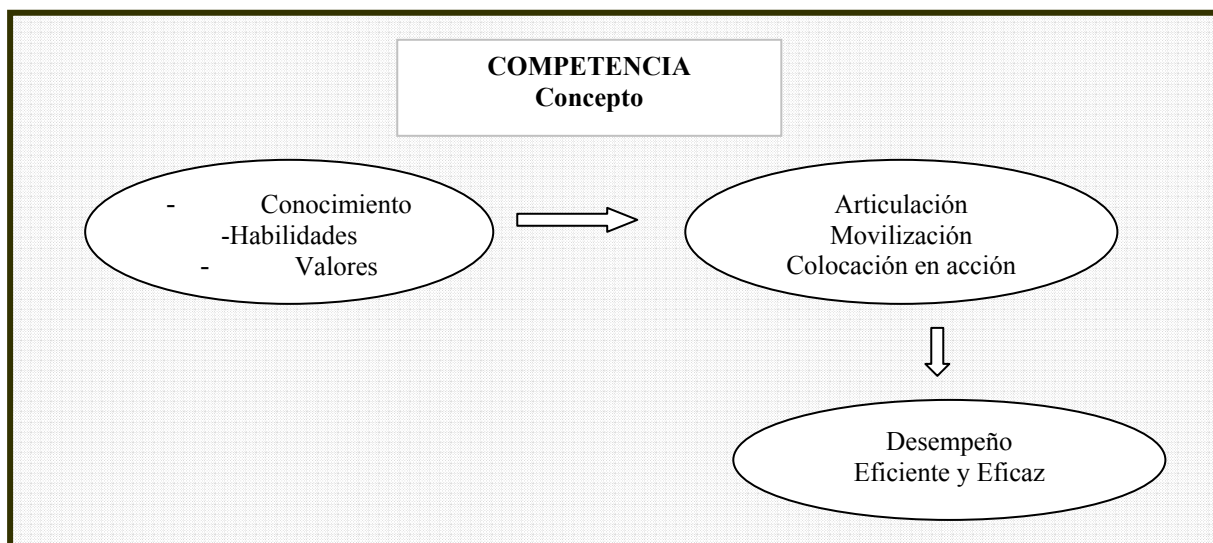 COMPETENCIA
Concepto
- Conocimiento
-Habilidades
- Valores
Articulación
Movilización
Colocación en acción
Desempeño
Eficiente y Eficaz